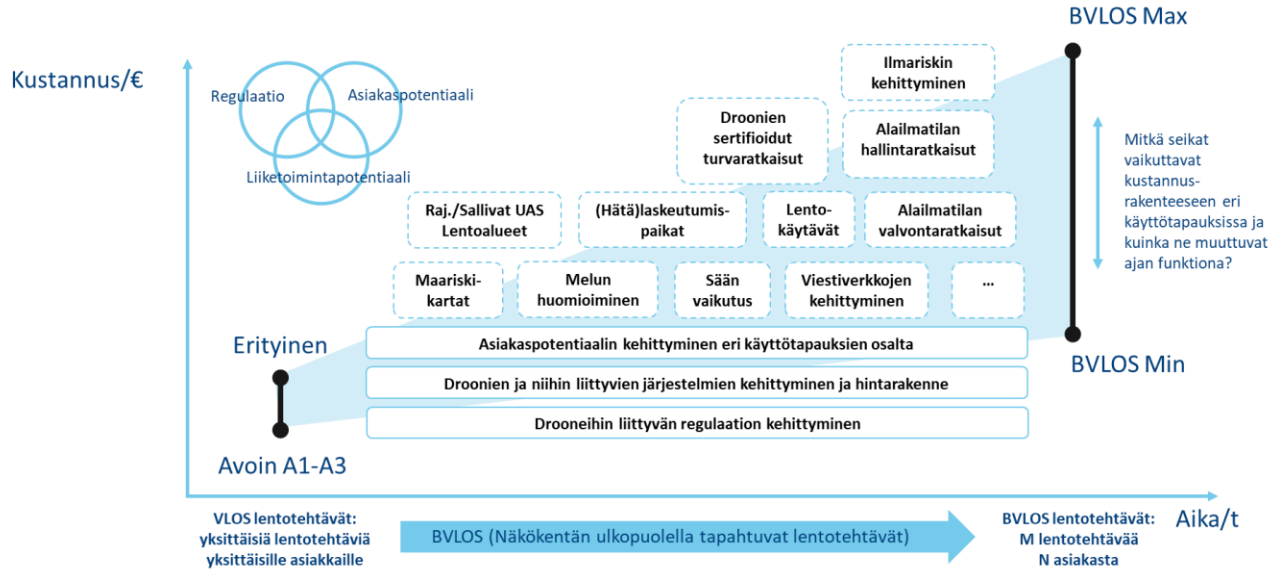 BVLOS Max
Kustannus/€
Regulaatio
Asiakaspotentiaali
Liiketoimintapotentiaali
Ilmariskin
kehittyminen
Droonien
sertifioidut
turvaratkaisut
Alailmatilan
hallintaratkaisut
Mitkä seikat
vaikuttavat
kustannus-
rakenteeseen eri
käyttötapauksissa ja
kuinka ne muuttuvat
ajan funktiona?
Raj./Sallivat UAS
Lentoalueet
(Hätä)laskeutumis-
paikat
Lento-
käytävät
Alailmatilan
valvontaratkaisut
Maariski-
kartat
Melun
huomioiminen
Sään
vaikutus
Viestiverkkojen
kehittyminen
...
Erityinen
Asiakaspotentiaalin kehittyminen eri käyttötapauksien osalta
BVLOS Min
Droonien ja niihin liittyvien järjestelmien kehittyminen ja hintarakenne
Drooneihin liittyvän regulaation kehittyminen
Avoin A1-A3
VLOS lentotehtävät:
yksittäisiä lentotehtäviä
yksittäisille asiakkaille
BVLOS (Näkökentän ulkopuolella tapahtuvat lentotehtävät)
BVLOS lentotehtävät:
M lentotehtävää
N asiakasta
Aika/t